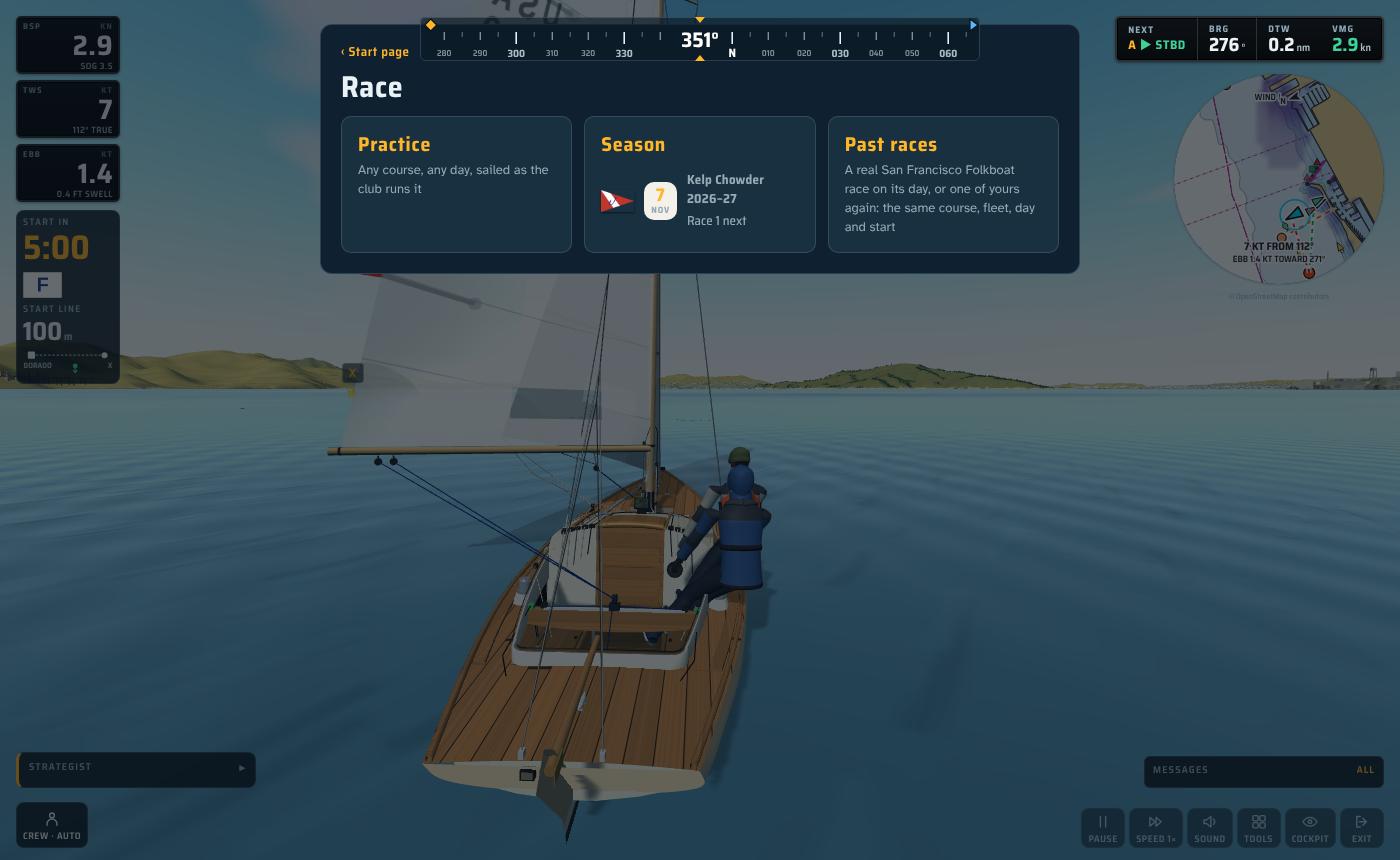 BSP KN
2.9
SOG 3.5
TWS KT
7
112° TRUE
EBB KT
1.4
0.4 FT SWELL
START IN
5:00
F
START LINE
100 m
DORADO X
‹ Start page
280 290 300 310 320 330 351° N 010 020 030 040 050 060
Race
Practice
Any course, any day, sailed as the
club runs it
Season
7
NOV
Kelp Chowder
2026–27
Race 1 next
Past races
A real San Francisco Folkboat
race on its day, or one of yours
again: the same course, fleet, day
and start
NEXT
A ▶ STBD
BRG
276°
DTW
0.2 nm
VMG
2.9 kn
WIND N
7 KT FROM 112°
EBB 1.4 KT TOWARD 271°
© OpenStreetMap contributors
X
USA
STRATEGIST ▶
CREW · AUTO
MESSAGES ALL
PAUSE
SPEED 1×
SOUND
TOOLS
COCKPIT
EXIT